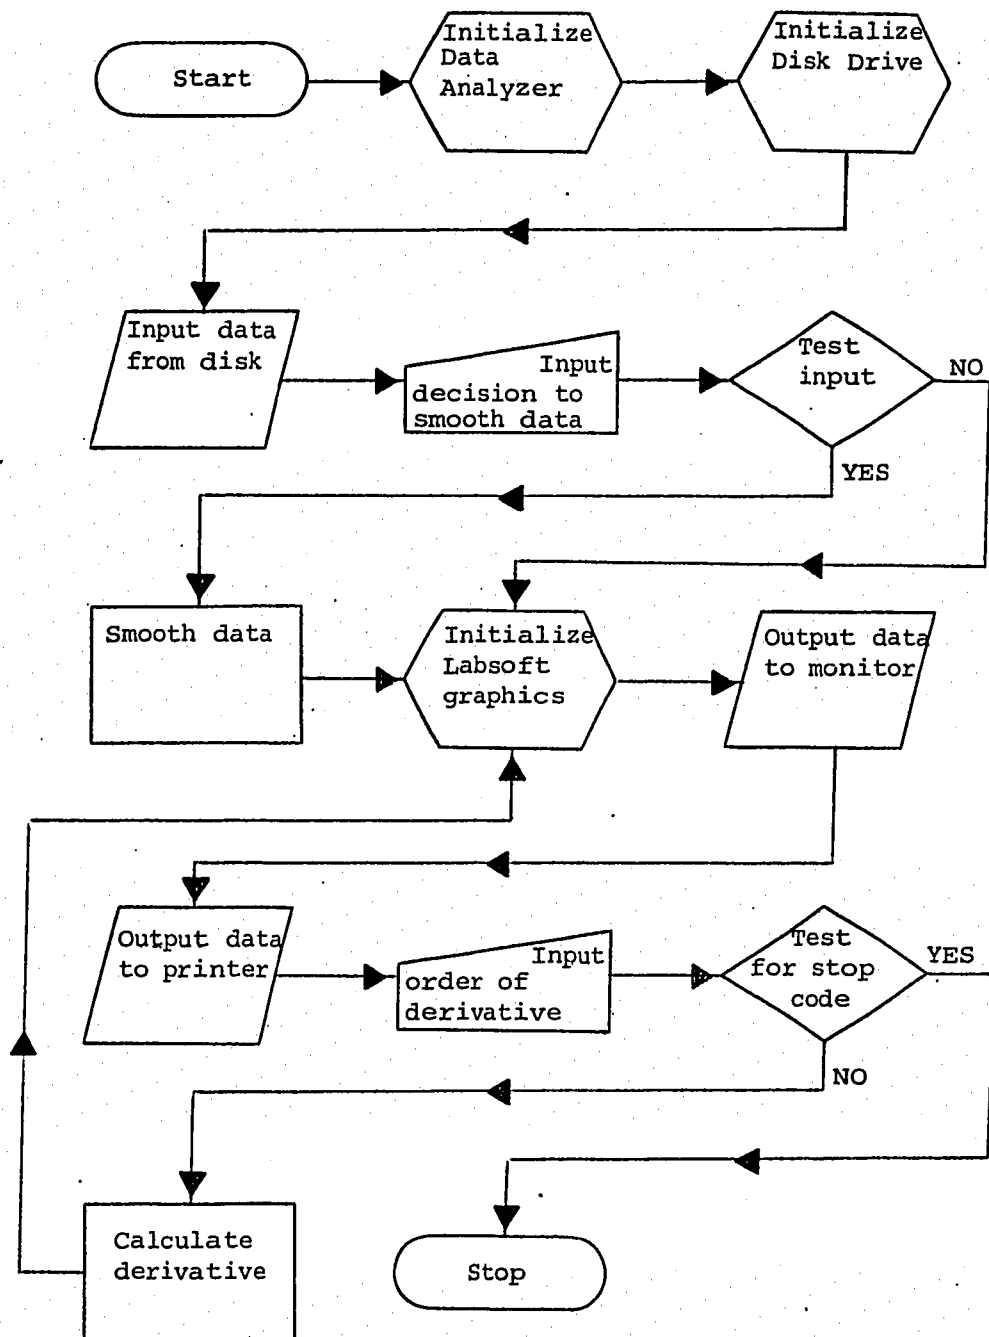 Start
Initialize
Data
Analyzer
Initialize
Disk Drive
Input data
from disk
Input
decision to
smooth data
Test
input
NO
YES
Smooth data
Initialize
Labsoft
graphics
Output data
to monitor
Output data
to printer
Input
order of
derivative
Test
for stop
code
YES
NO
Calculate
derivative
Stop